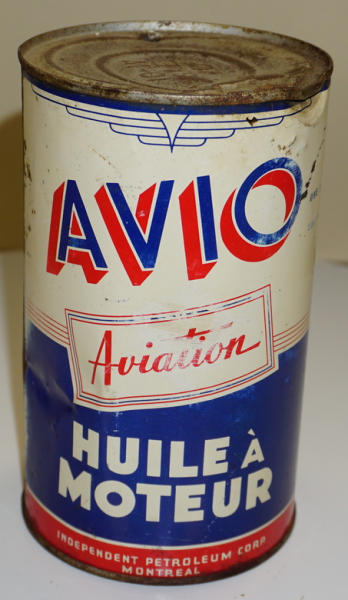 AVIO
Aviation
HUILE À
MOTEUR
INDEPENDENT PETROLEUM CORP.
MONTREAL